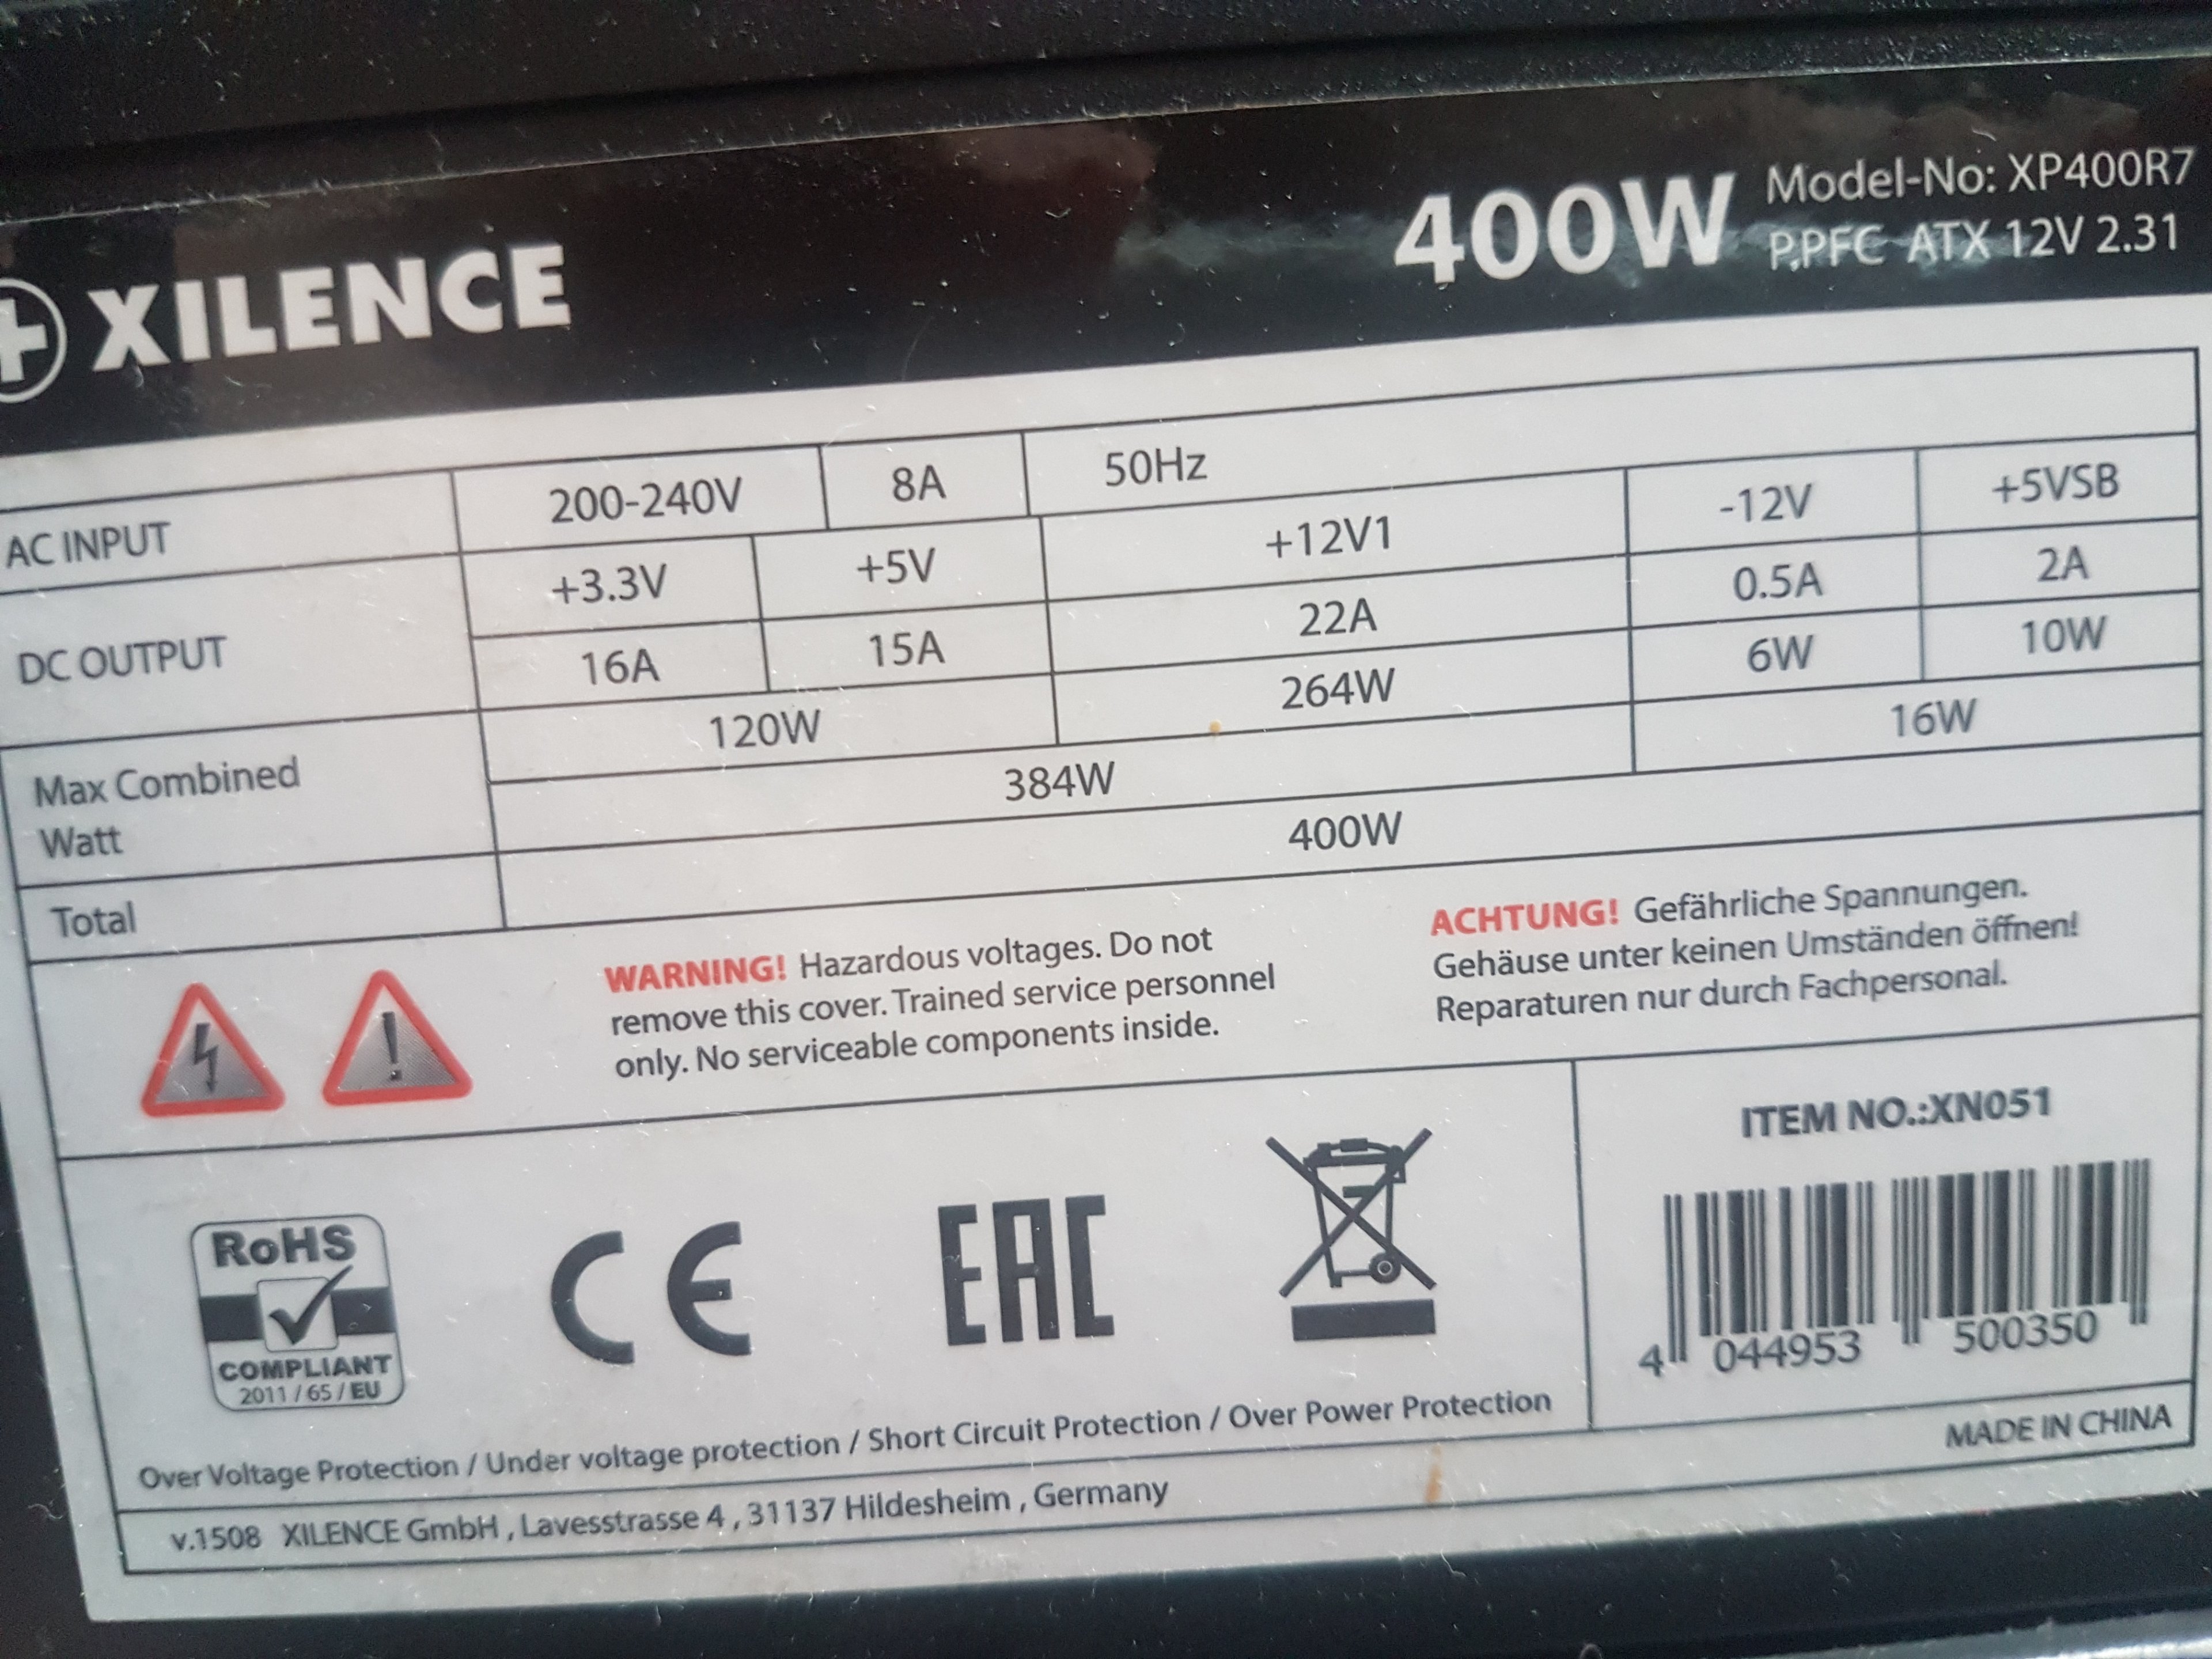 XILENCE
400W
Model-No: XP400R7
P.PFC ATX 12V 2.31
AC INPUT 200-240V 8A 50Hz
DC OUTPUT +3.3V +5V +12V1 -12V +5VSB
16A 15A 22A 0.5A 2A
Max Combined Watt 120W 264W 6W 10W
384W 16W
Total 400W
WARNING! Hazardous voltages. Do not
remove this cover. Trained service personnel
only. No serviceable components inside.
ACHTUNG! Gefährliche Spannungen.
Gehäuse unter keinen Umständen öffnen!
Reparaturen nur durch Fachpersonal.
RoHS
COMPLIANT
2011/65/EU
CE
EAC
ITEM NO.:XN051
4 044953 500350
Over Voltage Protection / Under voltage protection / Short Circuit Protection / Over Power Protection
MADE IN CHINA
v.1508 XILENCE GmbH , Lavesstrasse 4 , 31137 Hildesheim , Germany